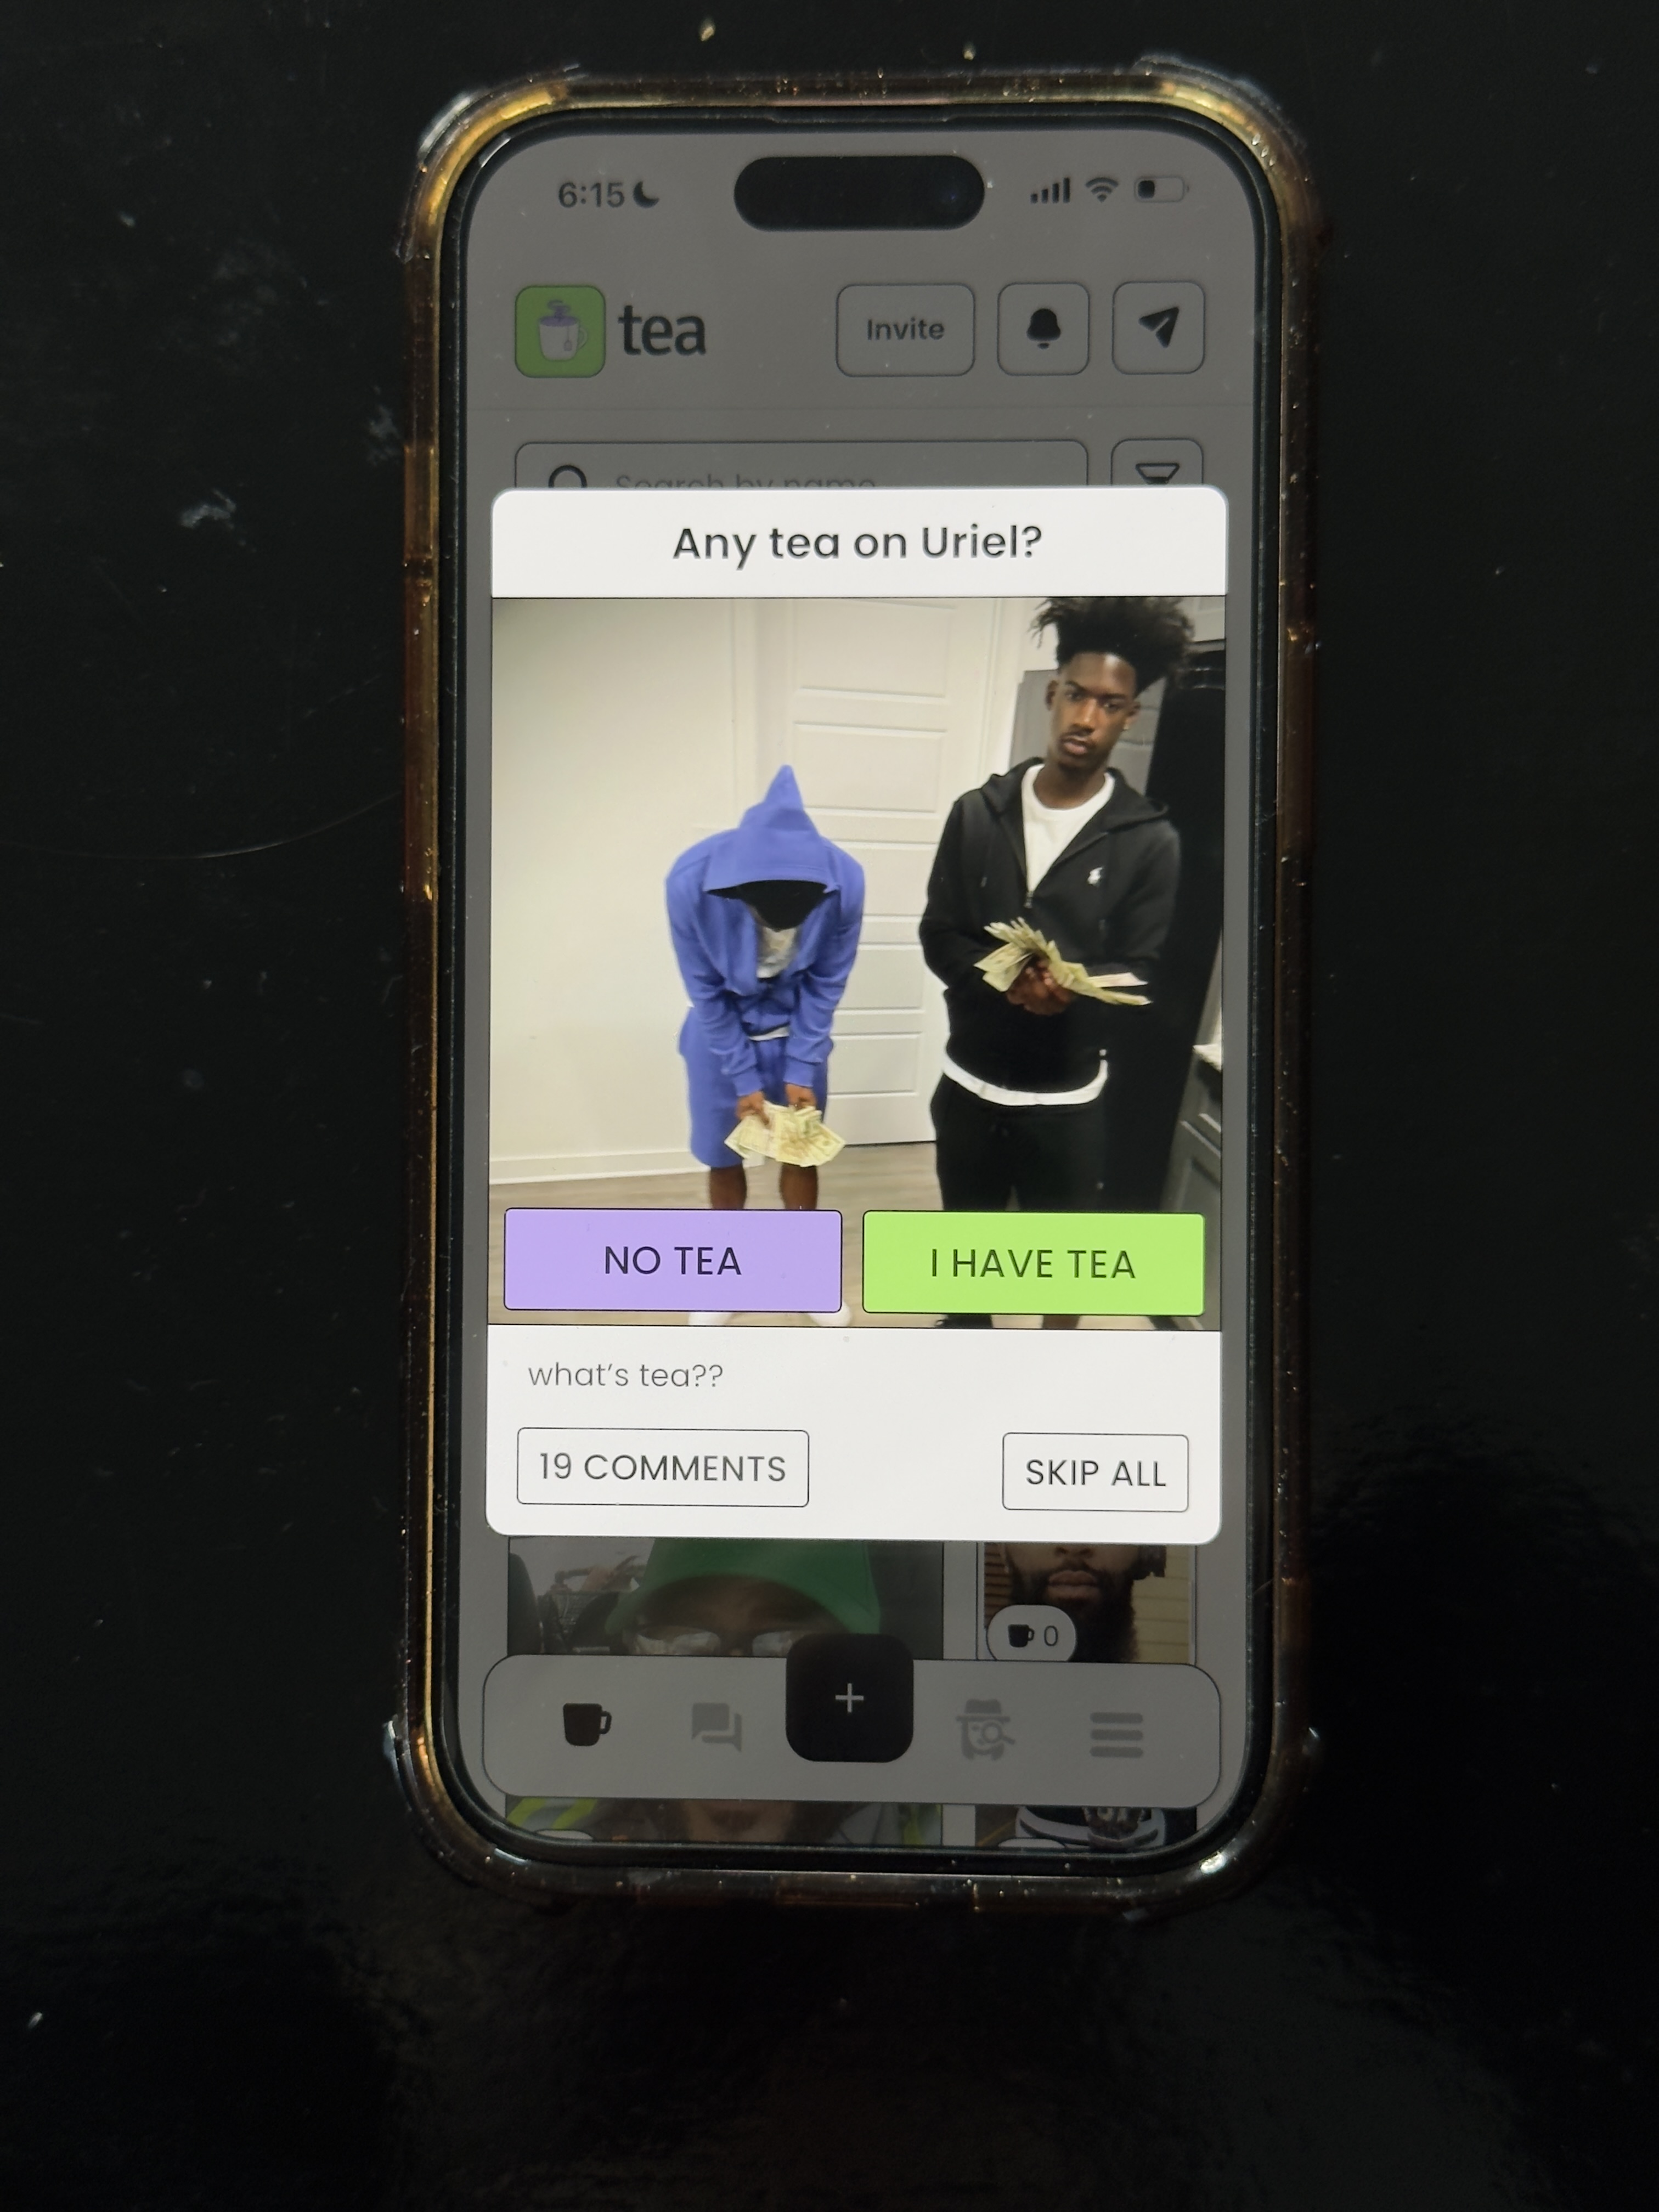 6:15
tea
Invite
Search by name
Any tea on Uriel?
NO TEA
I HAVE TEA
what's tea??
19 COMMENTS
SKIP ALL
0
+